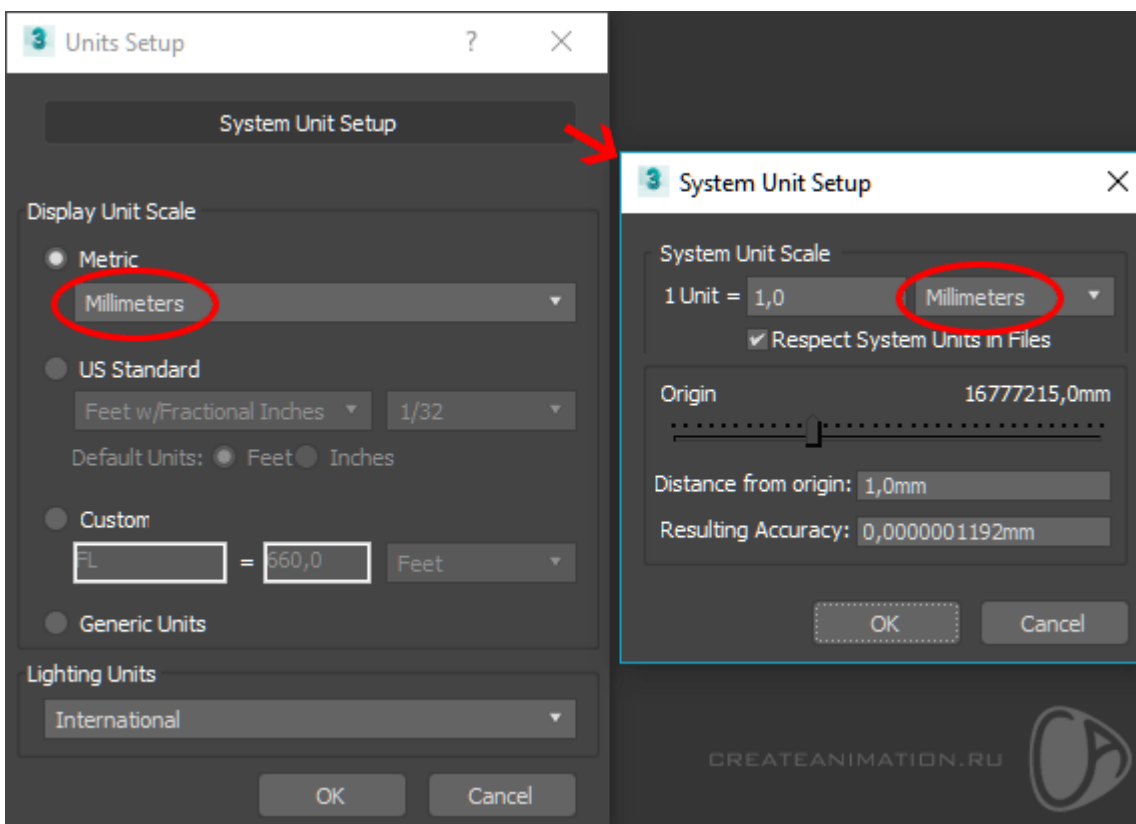 3 Units Setup ?
System Unit Setup
Display Unit Scale
Metric
Millimeters
US Standard
Feet w/Fractional Inches 1/32
Default Units: Feet Inches
Custom
FL = 660,0 Feet
Generic Units
Lighting Units
International
OK Cancel
3 System Unit Setup
System Unit Scale
1 Unit = 1,0 Millimeters
Respect System Units in Files
Origin 16777215,0mm
Distance from origin: 1,0mm
Resulting Accuracy: 0,0000001192mm
OK Cancel
CREATEANIMATION.RU